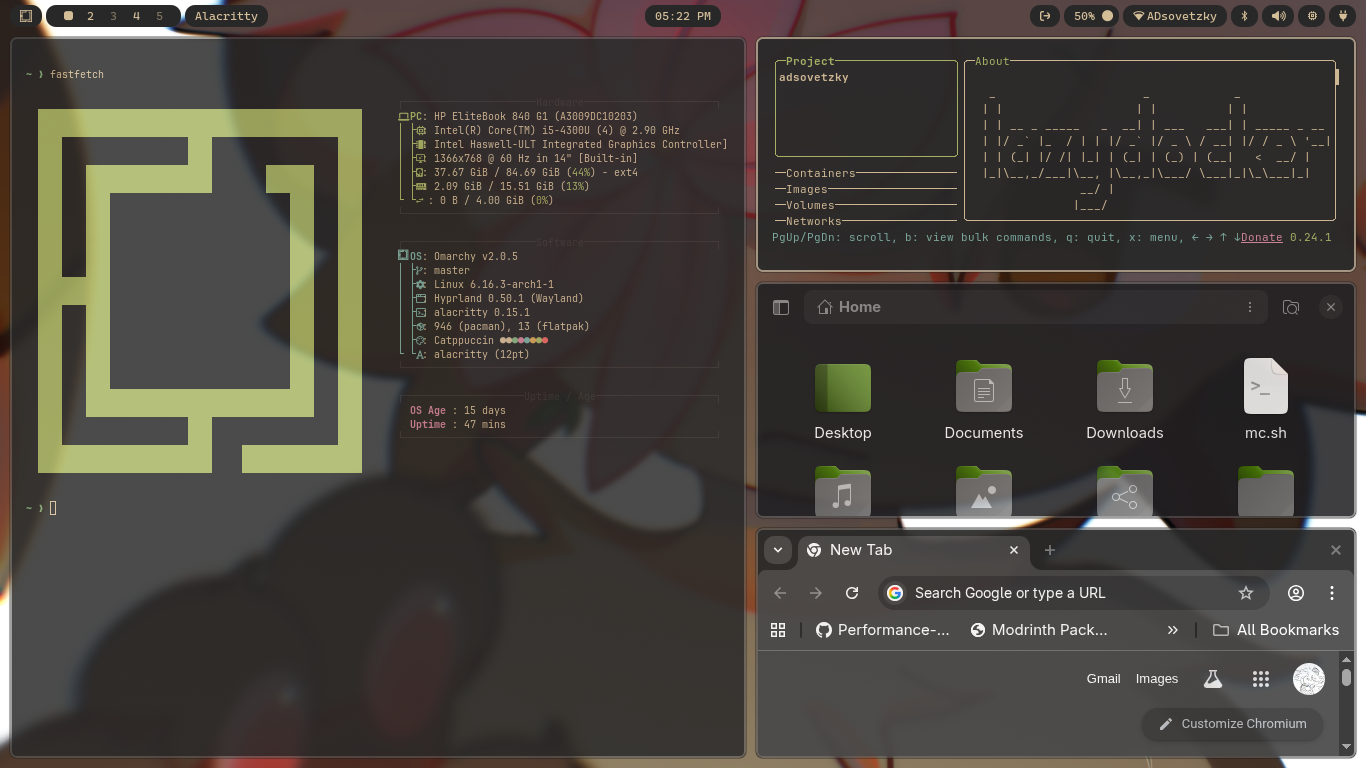 2 3 4 5
Alacritty
05:22 PM
50%
ADsovetzky
~ ❯ fastfetch
Hardware
PC: HP EliteBook 840 G1 (A3009DC10203)
: Intel(R) Core(TM) i5-4300U (4) @ 2.90 GHz
: Intel Haswell-ULT Integrated Graphics Controller]
: 1366x768 @ 60 Hz in 14" [Built-in]
: 37.67 GiB / 84.69 GiB (44%) - ext4
: 2.09 GiB / 15.51 GiB (13%)
: 0 B / 4.00 GiB (0%)
Software
OS: Omarchy v2.0.5
: master
: Linux 6.16.3-arch1-1
: Hyprland 0.50.1 (Wayland)
: alacritty 0.15.1
: 946 (pacman), 13 (flatpak)
: Catppuccin
: alacritty (12pt)
Uptime / Age
OS Age : 15 days
Uptime : 47 mins
~ ❯
Project
adsovetzky
Containers
Images
Volumes
Networks
About
lazydocker
PgUp/PgDn: scroll, b: view bulk commands, q: quit, x: menu, ← → ↑ ↓Donate 0.24.1
Home
Desktop
Documents
Downloads
>_
mc.sh
New Tab
Search Google or type a URL
Performance-...
Modrinth Pack...
All Bookmarks
Gmail
Images
Customize Chromium